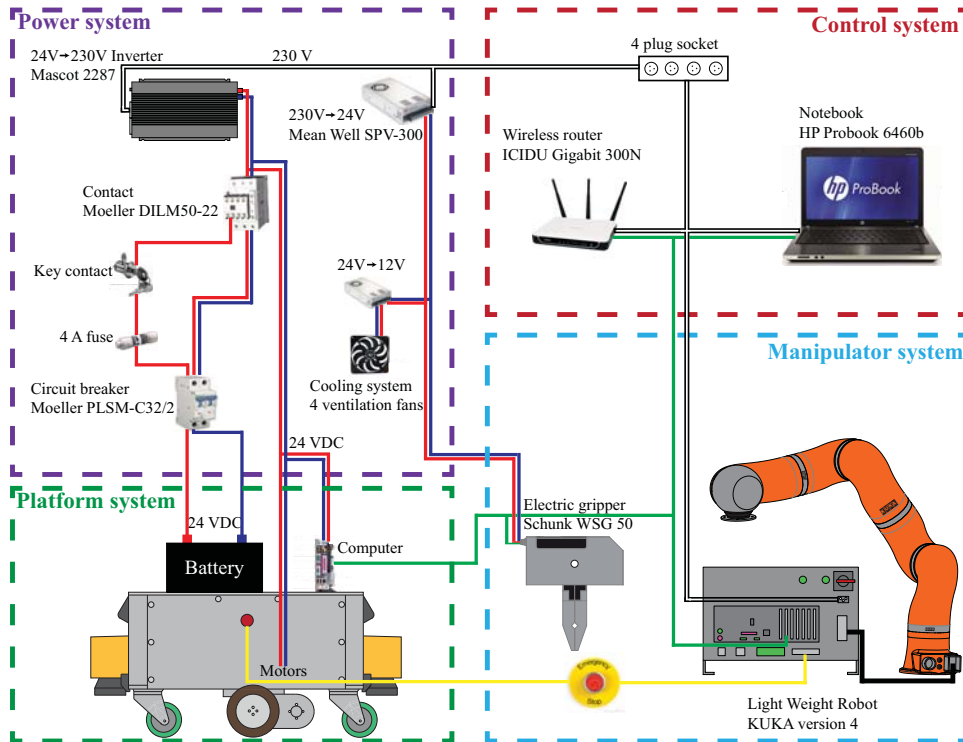 Power system
24V→230V Inverter
Mascot 2287
230 V
230V→24V
Mean Well SPV-300
Contact
Moeller DILM50-22
Key contact
24V→12V
4 A fuse
Cooling system
4 ventilation fans
Circuit breaker
Moeller PLSM-C32/2
24 VDC
Control system
4 plug socket
Wireless router
ICIDU Gigabit 300N
Notebook
HP Probook 6460b
hp ProBook
Platform system
24 VDC
Battery
Computer
Motors
Manipulator system
Electric gripper
Schunk WSG 50
Emergency
Stop
Light Weight Robot
KUKA version 4